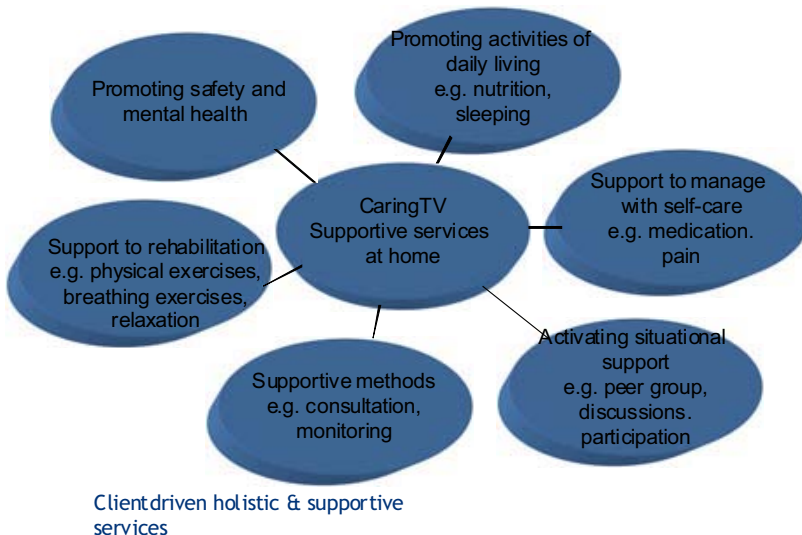 Promoting activities of
daily living
e.g. nutrition,
sleeping
Promoting safety and
mental health
CaringTV
Supportive services
at home
Support to manage
with self-care
e.g. medication.
pain
Support to rehabilitation
e.g. physical exercises,
breathing exercises,
relaxation
Activating situational
support
e.g. peer group,
discussions.
participation
Supportive methods
e.g. consultation,
monitoring
Clientdriven holistic & supportive
services